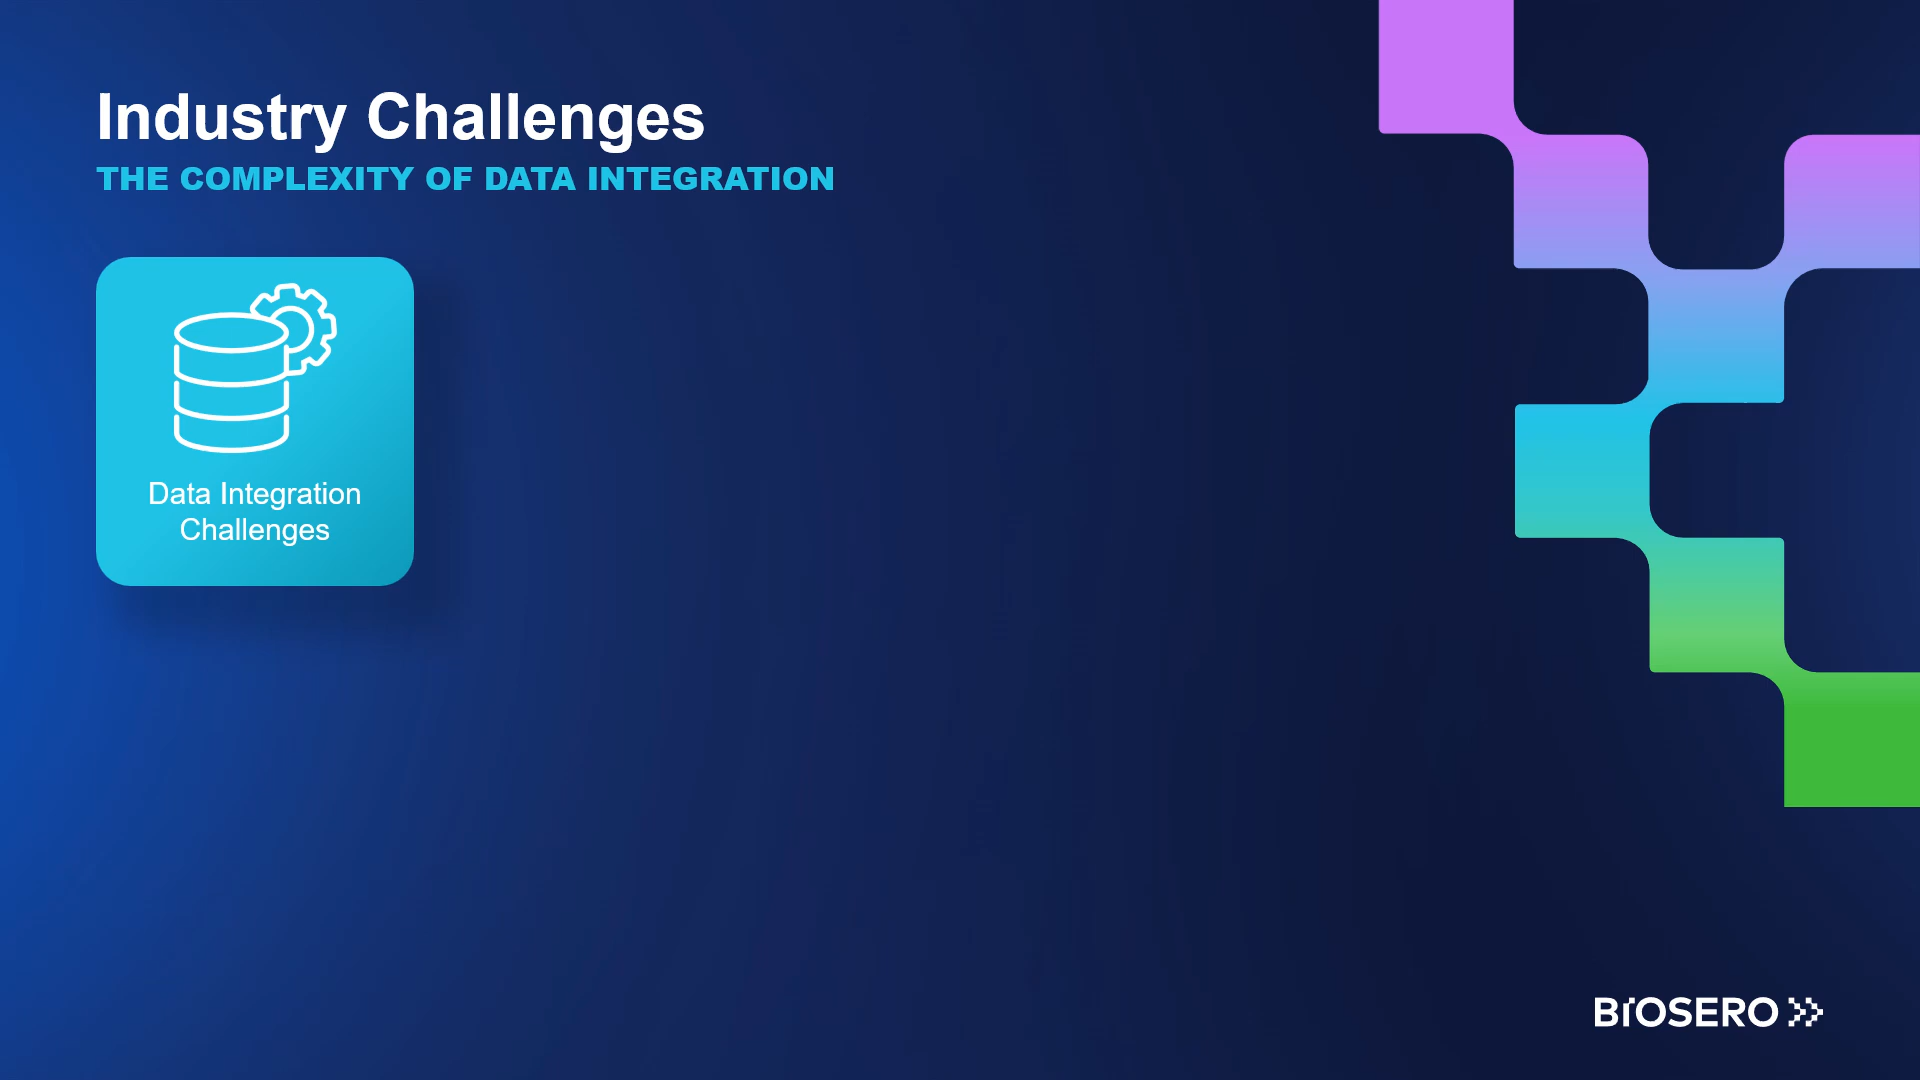 Industry Challenges
THE COMPLEXITY OF DATA INTEGRATION
Data Integration
Challenges
BIOSERO